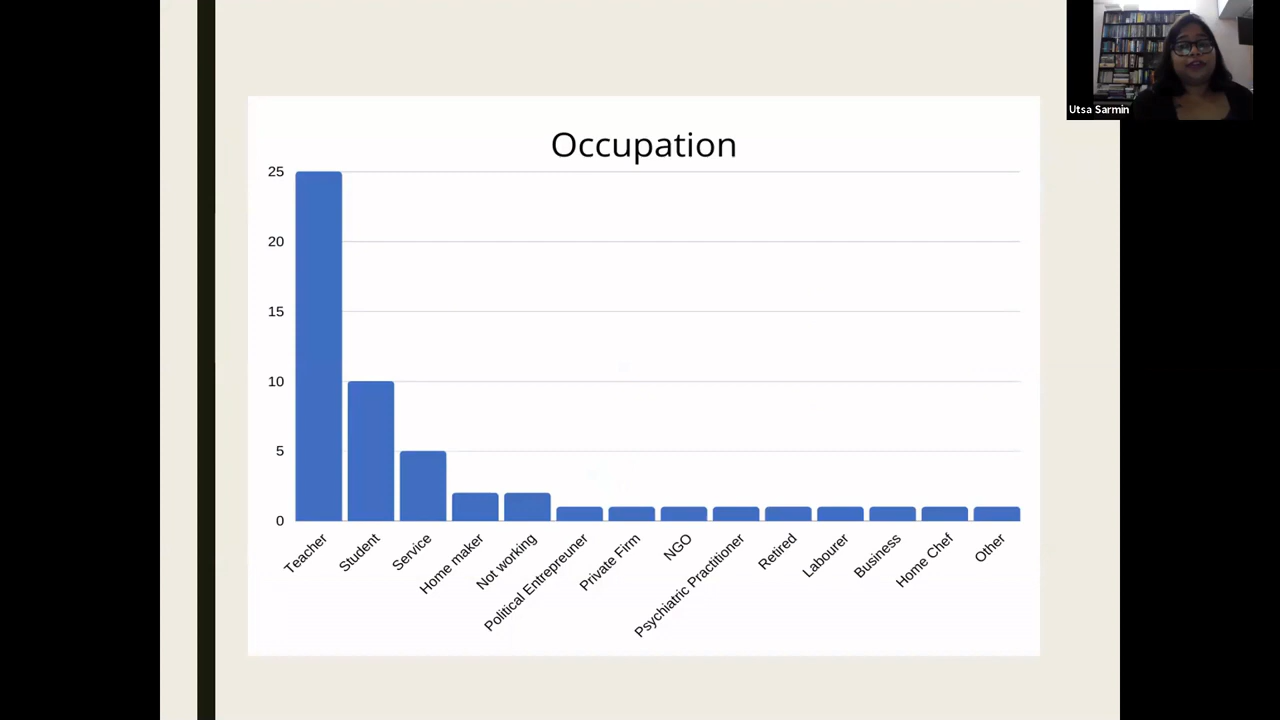 Utsa Sarmin
Occupation
25
20
15
10
5
0
Teacher
Student
Service
Home maker
Not working
Political Entrepreuner
Private Firm
NGO
Psychiatric Practitioner
Retired
Labourer
Business
Home Chef
Other